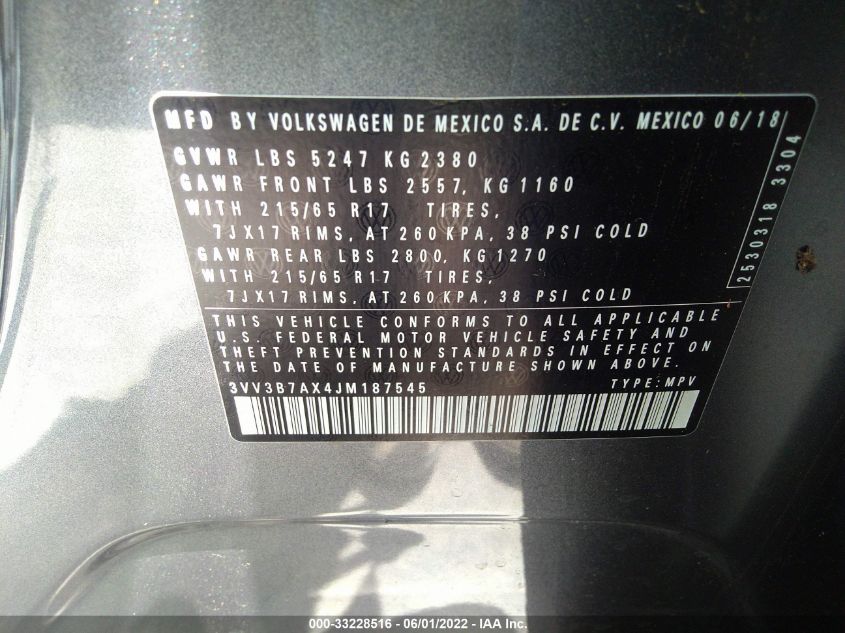 MFD BY VOLKSWAGEN DE MEXICO S.A. DE C.V. MEXICO 06/18
GVWR LBS 5247 KG 2380
GAWR FRONT LBS 2557, KG 1160
WITH 215/65 R17 TIRES,
7JX17 RIMS, AT 260 KPA, 38 PSI COLD
GAWR REAR LBS 2800, KG 1270
WITH 215/65 R17 TIRES,
7JX17 RIMS, AT 260 KPA, 38 PSI COLD
THIS VEHICLE CONFORMS TO ALL APPLICABLE
U.S. FEDERAL MOTOR VEHICLE SAFETY AND
THEFT PREVENTION STANDARDS IN EFFECT ON
THE DATE OF MANUFACTURE SHOWN ABOVE.
3VV3B7AX4JM187545 TYPE: MPV
2530318 3304
000-33228516 - 06/01/2022 - IAA Inc.